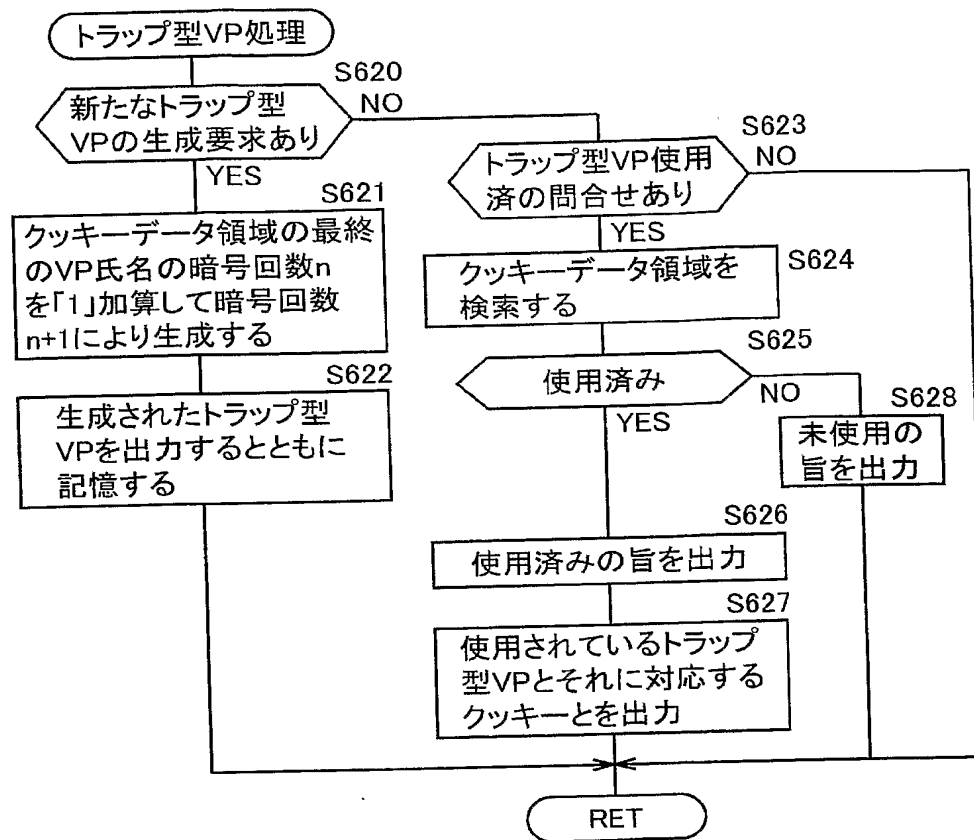 トラップ型VP処理
S620
新たなトラップ型
VPの生成要求あり
NO
YES
S621
クッキーデータ領域の最終
のVP氏名の暗号回数n
を「1」加算して暗号回数
n+1により生成する
S622
生成されたトラップ型
VPを出力するとともに
記憶する
S623
トラップ型VP使用
済の問合せあり
NO
YES
クッキーデータ領域を
検索する
S624
S625
使用済み
NO
YES
S628
未使用の
旨を出力
S626
使用済みの旨を出力
S627
使用されているトラップ
型VPとそれに対応する
クッキーとを出力
RET